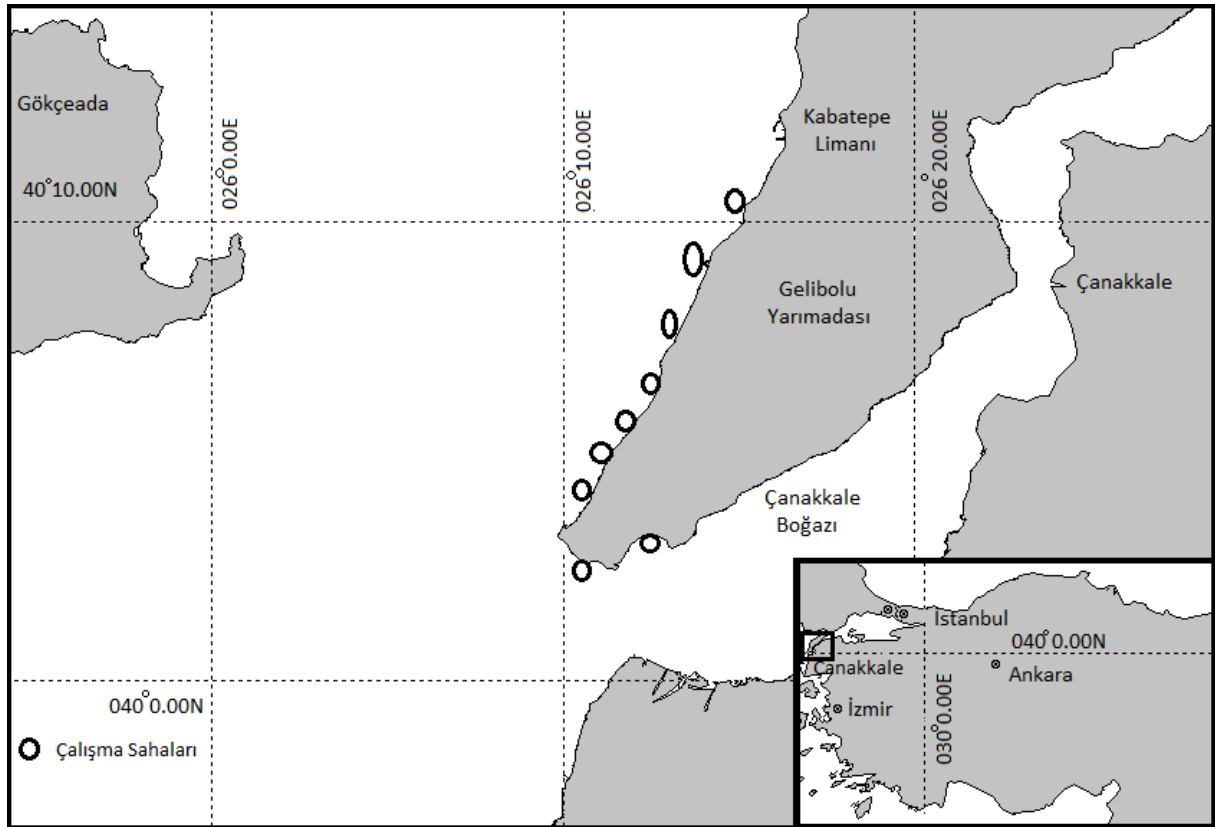 Gökçeada
40°10.00N
026°0.00E
026°10.00E
Kabatepe
Limanı
026°20.00E
Gelibolu
Yarımadası
Çanakkale
Çanakkale
Boğazı
040°0.00N
Çalışma Sahaları
İstanbul
040°0.00N
Çanakkale
Ankara
İzmir
030°0.00E